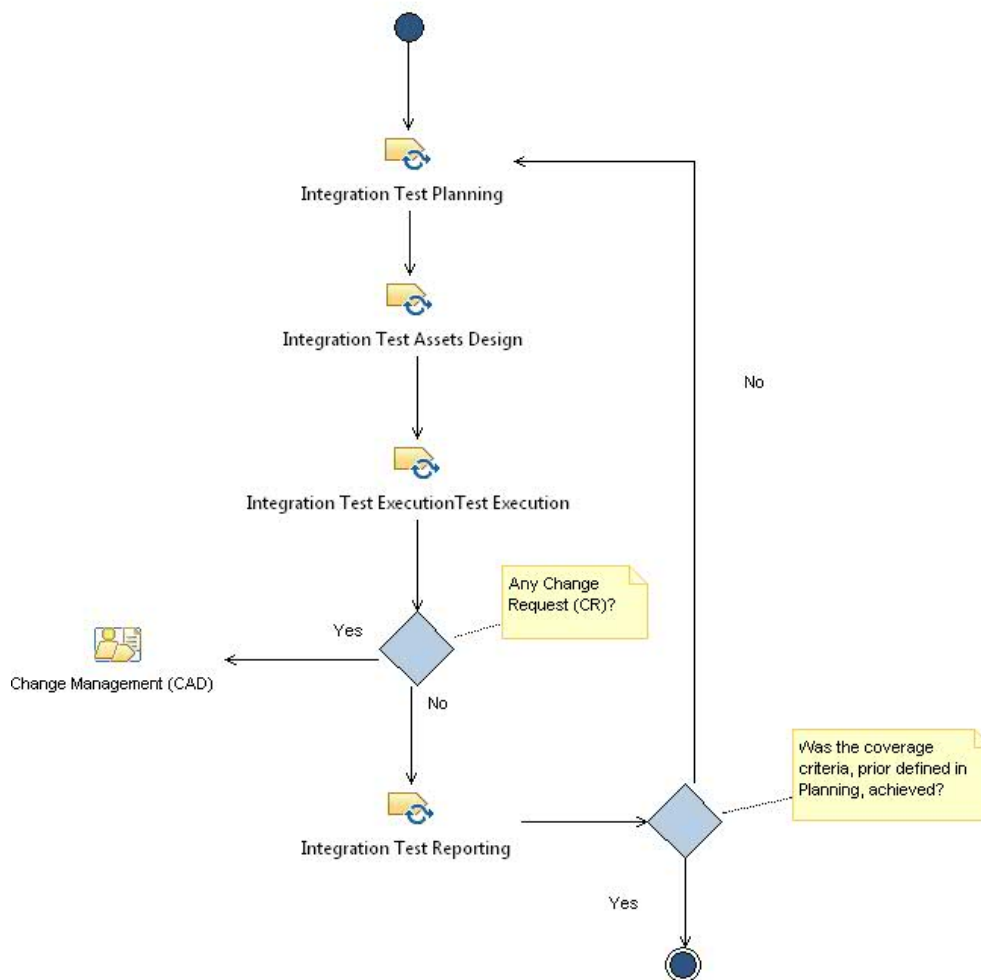 Integration Test Planning
Integration Test Assets Design
No
Integration Test ExecutionTest Execution
Any Change
Request (CR)?
Yes
Change Management (CAD)
No
Was the coverage
criteria, prior defined in
Planning, achieved?
Integration Test Reporting
Yes